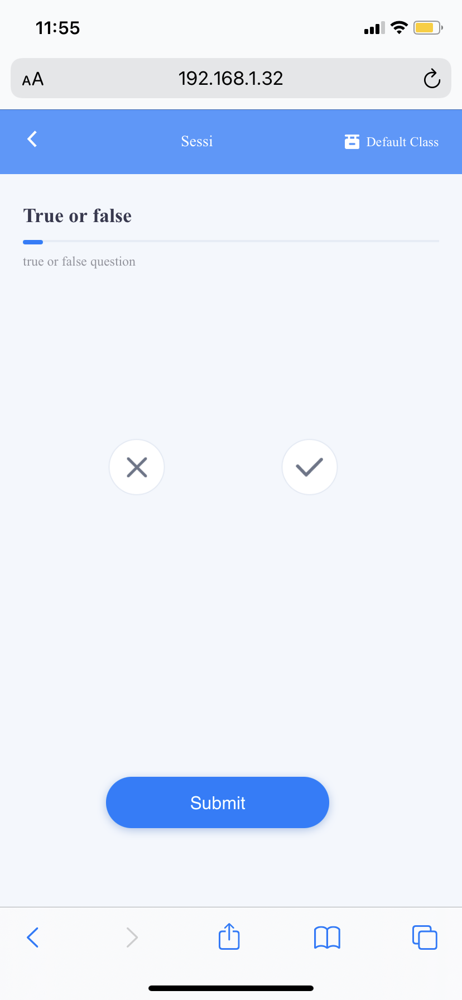 11:55
AA 192.168.1.32
Sessi Default Class
True or false
true or false question
Submit